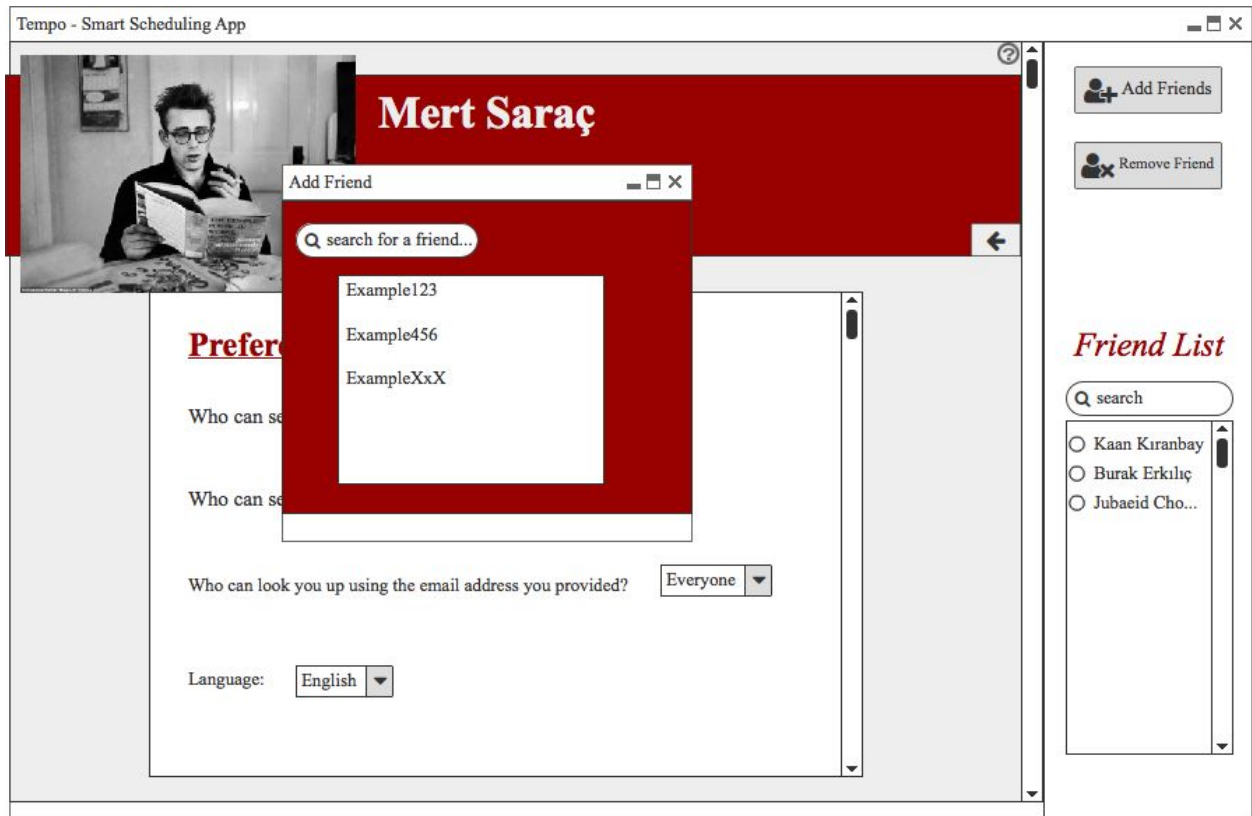 Tempo - Smart Scheduling App
Mert Saraç
Add Friends
Remove Friend
Add Friend
search for a friend...
Example123
Example456
ExampleXxX
Prefer
Who can se
Who can se
Who can look you up using the email address you provided?
Everyone
Language:
English
Friend List
search
Kaan Kıranbay
Burak Erkılıç
Jubaeid Cho...